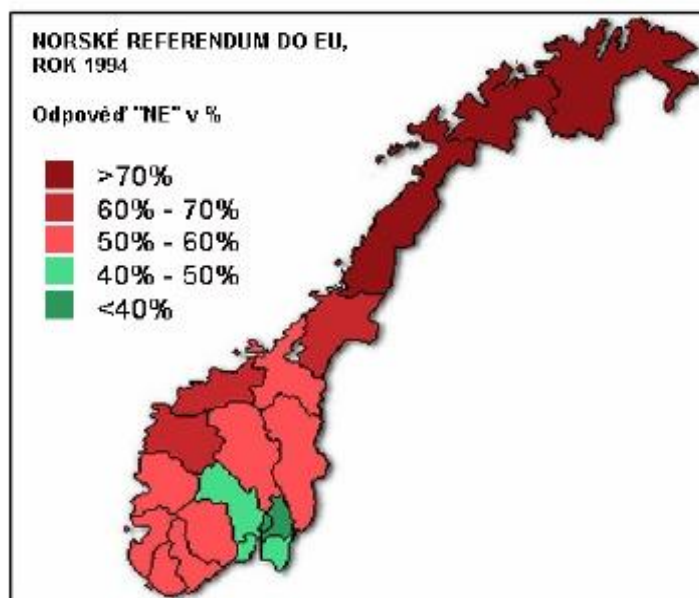 NORSKÉ REFERENDUM DO EU,
ROK 1994
Odpověď "NE" v %
>70%
60% - 70%
50% - 60%
40% - 50%
<40%